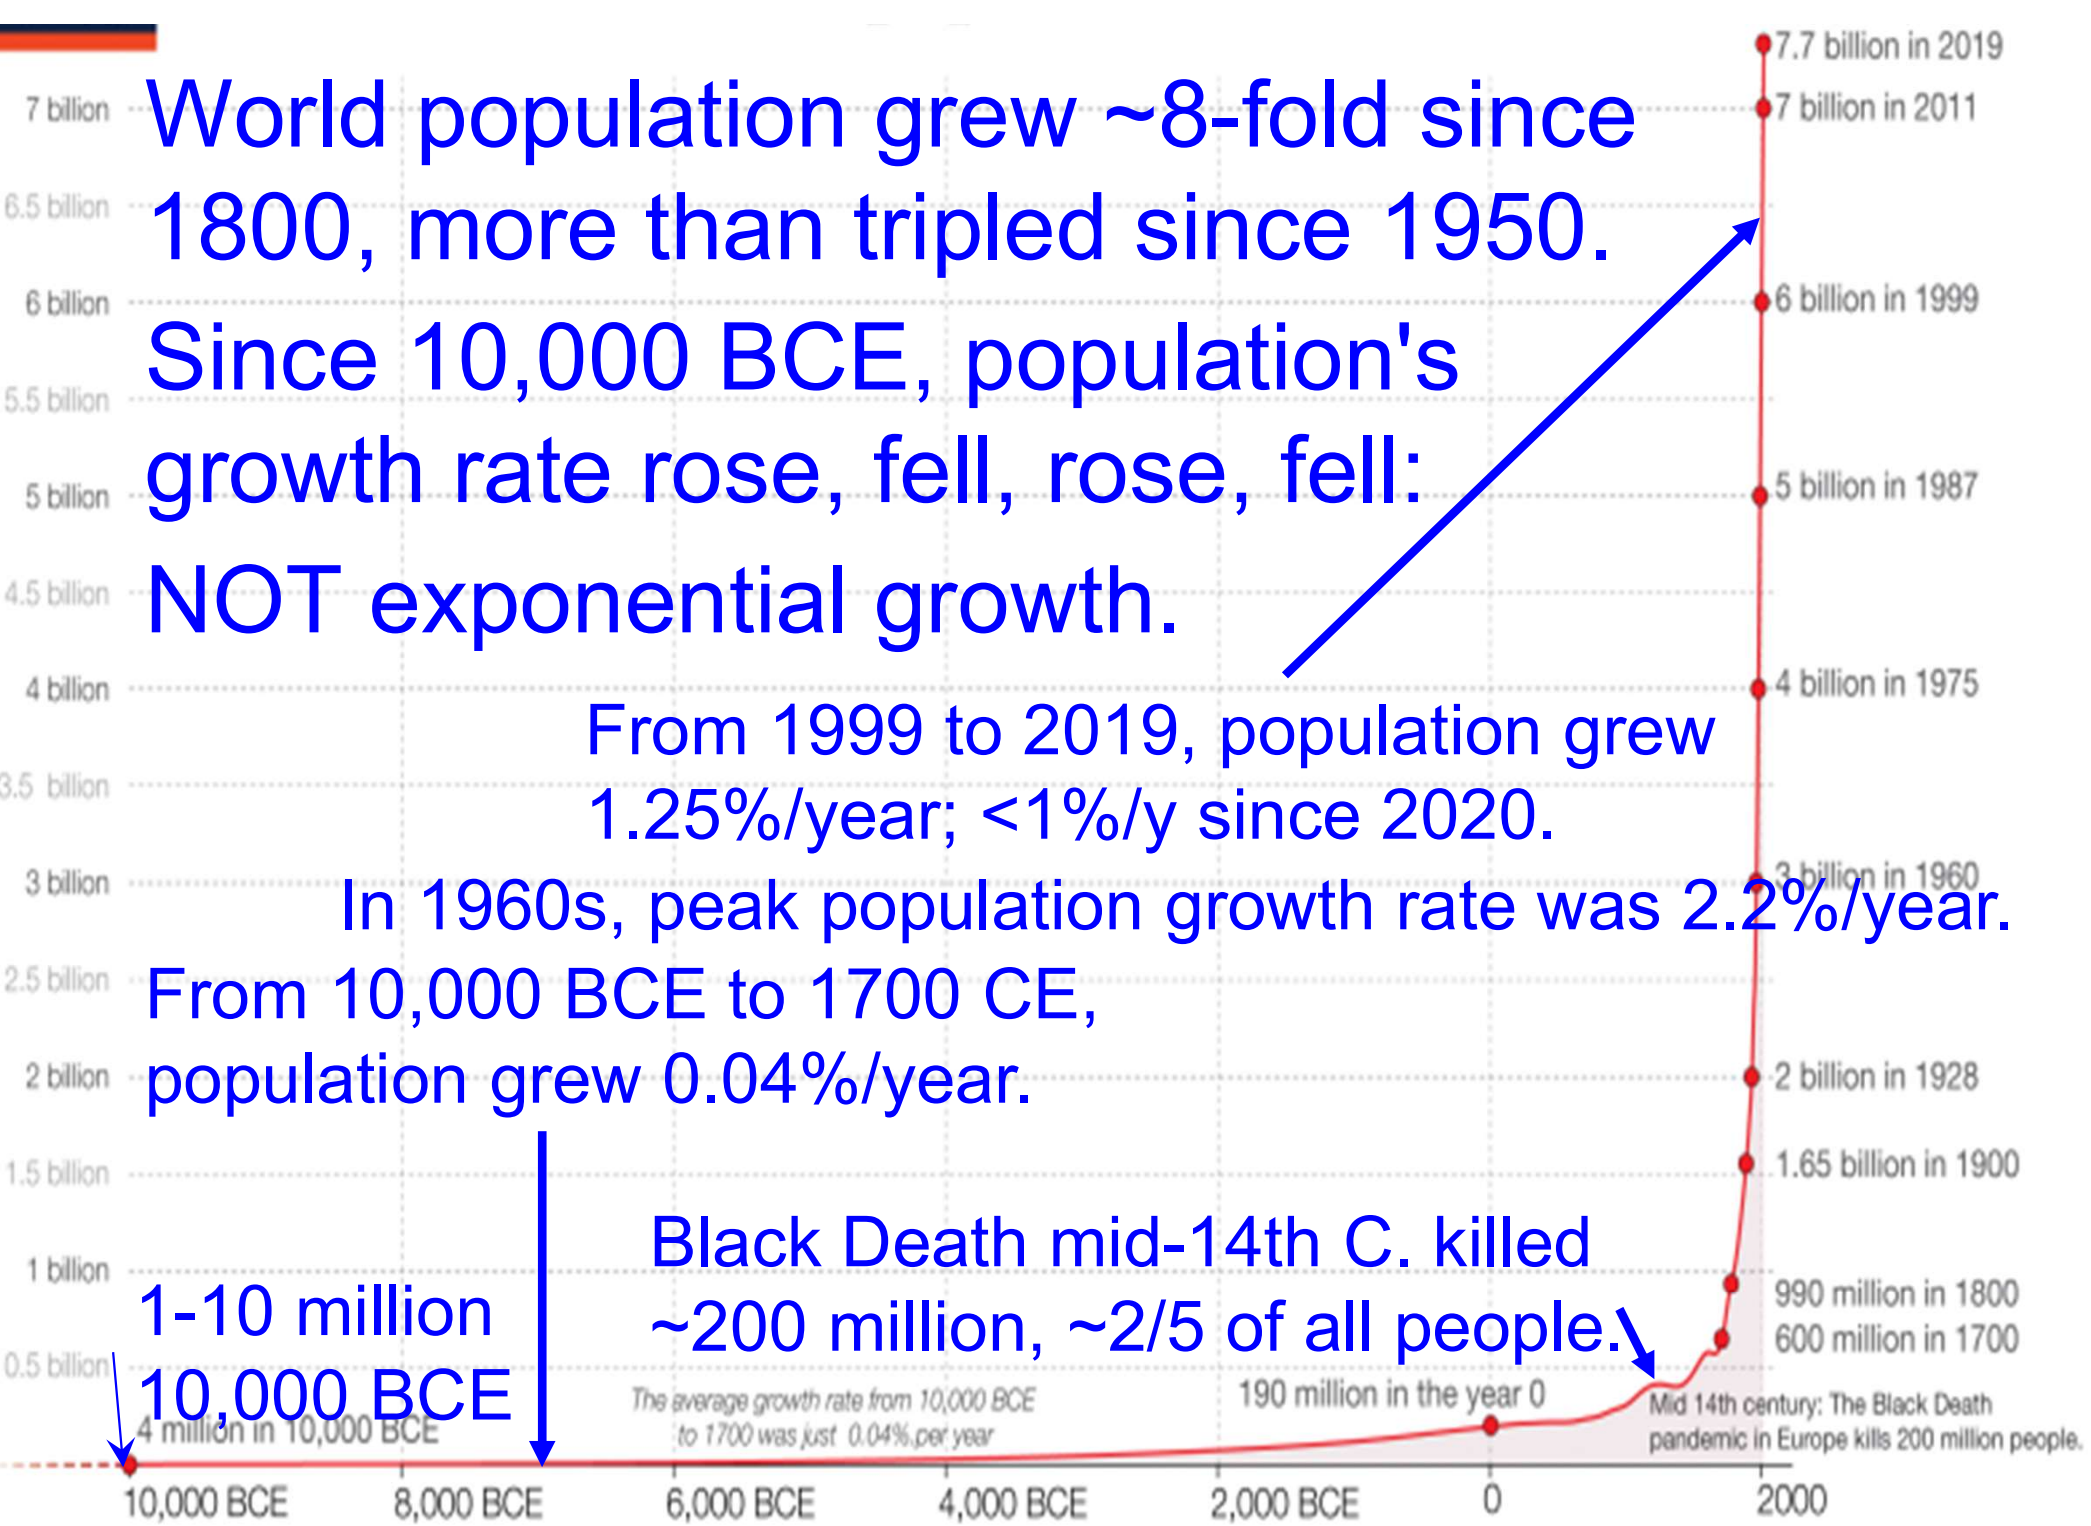 World population grew ~8-fold since
1800, more than tripled since 1950.
Since 10,000 BCE, population's
growth rate rose, fell, rose, fell:
NOT exponential growth.
From 1999 to 2019, population grew
1.25%/year; <1%/y since 2020.
In 1960s, peak population growth rate was 2.2%/year.
From 10,000 BCE to 1700 CE,
population grew 0.04%/year.
Black Death mid-14th C. killed
~200 million, ~2/5 of all people.
1-10 million
10,000 BCE
4 million in 10,000 BCE
The average growth rate from 10,000 BCE
to 1700 was just 0.04% per year
190 million in the year 0
Mid 14th century: The Black Death
pandemic in Europe kills 200 million people.
7.7 billion in 2019
7 billion in 2011
6 billion in 1999
5 billion in 1987
4 billion in 1975
3 billion in 1960
2 billion in 1928
1.65 billion in 1900
990 million in 1800
600 million in 1700
7 billion
6.5 billion
6 billion
5.5 billion
5 billion
4.5 billion
4 billion
3.5 billion
3 billion
2.5 billion
2 billion
1.5 billion
1 billion
0.5 billion
10,000 BCE
8,000 BCE
6,000 BCE
4,000 BCE
2,000 BCE
0
2000